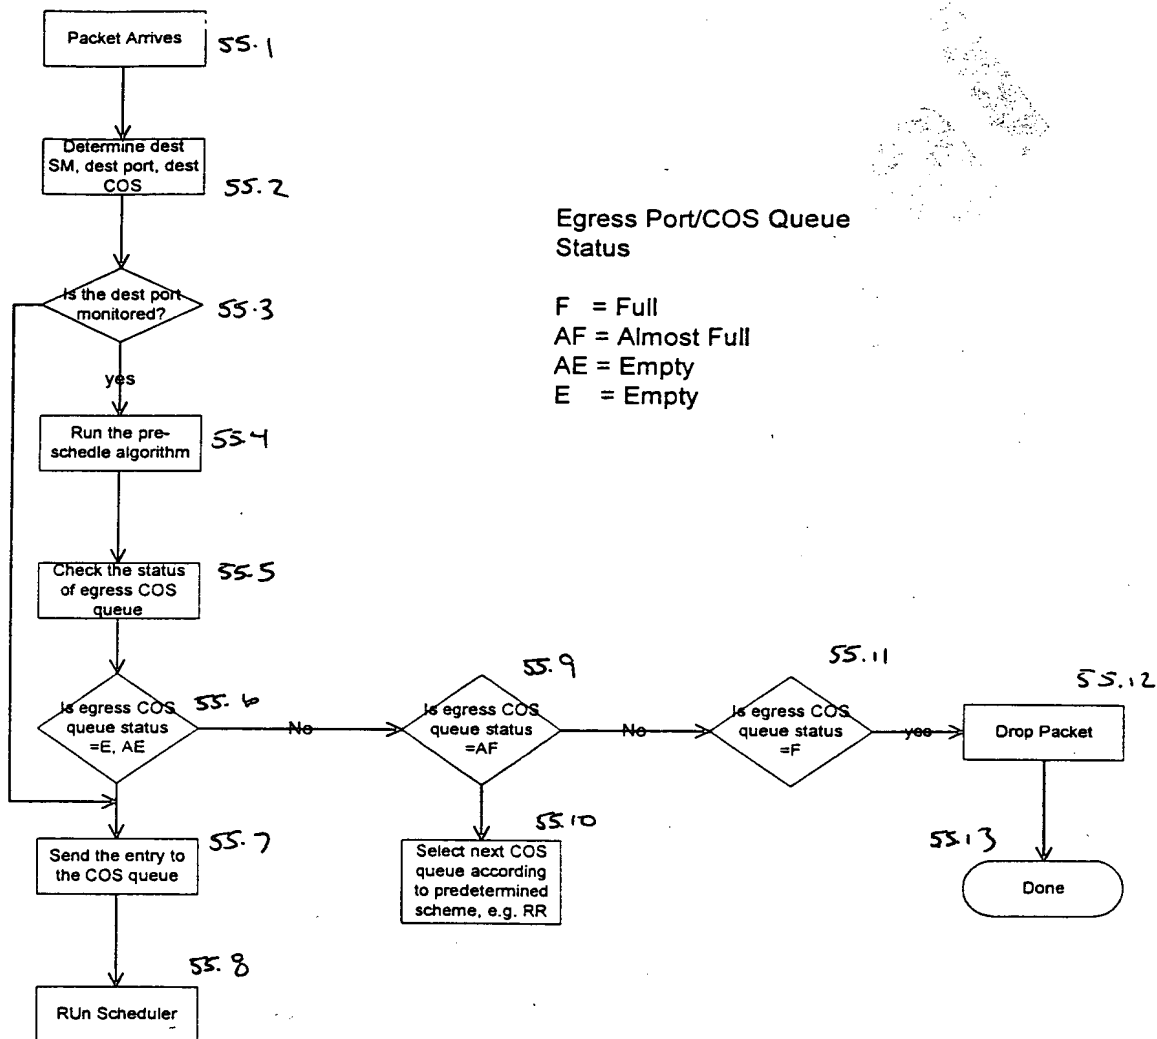 Packet Arrives
55.1
Determine dest
SM, dest port, dest
COS
55.2
Egress Port/COS Queue
Status
F = Full
AF = Almost Full
AE = Empty
E = Empty
Is the dest port
monitored?
55.3
yes
Run the pre-
schedle algorithm
55.4
Check the status
of egress COS
queue
55.5
Is egress COS
queue status
=E, AE
55.6
No
Is egress COS
queue status
=AF
55.9
No
Is egress COS
queue status
=F
55.11
yes
Drop Packet
55.12
Send the entry to
the COS queue
55.7
Select next COS
queue according
to predetermined
scheme, e.g. RR
55.10
55.13
Done
55.8
RUn Scheduler